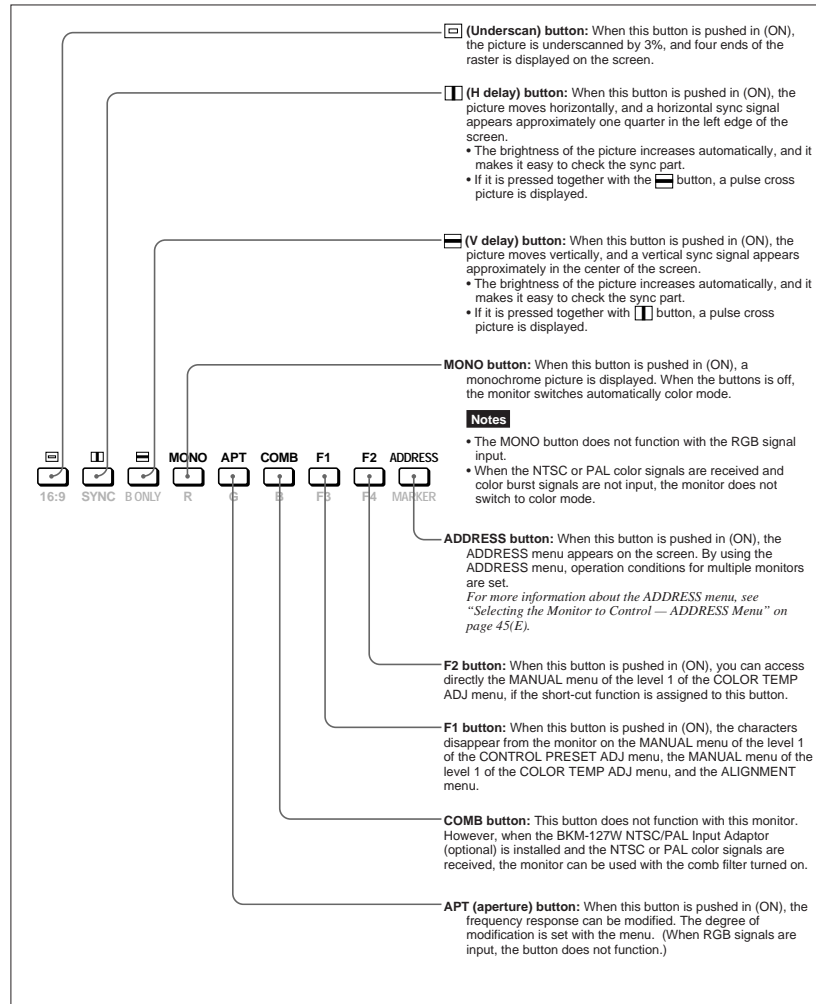 (Underscan) button: When this button is pushed in (ON),
the picture is underscanned by 3%, and four ends of the
raster is displayed on the screen.
(H delay) button: When this button is pushed in (ON), the
picture moves horizontally, and a horizontal sync signal
appears approximately one quarter in the left edge of the
screen.
• The brightness of the picture increases automatically, and it
makes it easy to check the sync part.
• If it is pressed together with the button, a pulse cross
picture is displayed.
(V delay) button: When this button is pushed in (ON), the
picture moves vertically, and a vertical sync signal appears
approximately in the center of the screen.
• The brightness of the picture increases automatically, and it
makes it easy to check the sync part.
• If it is pressed together with button, a pulse cross
picture is displayed.
MONO button: When this button is pushed in (ON), a
monochrome picture is displayed. When the buttons is off,
the monitor switches automatically color mode.
Notes
• The MONO button does not function with the RGB signal
input.
• When the NTSC or PAL color signals are received and
color burst signals are not input, the monitor does not
switch to color mode.
MONO APT COMB F1 F2 ADDRESS
16:9 SYNC B ONLY R G B F3 F4 MARKER
ADDRESS button: When this button is pushed in (ON), the
ADDRESS menu appears on the screen. By using the
ADDRESS menu, operation conditions for multiple monitors
are set.
For more information about the ADDRESS menu, see
“Selecting the Monitor to Control — ADDRESS Menu” on
page 45(E).
F2 button: When this button is pushed in (ON), you can access
directly the MANUAL menu of the level 1 of the COLOR TEMP
ADJ menu, if the short-cut function is assigned to this button.
F1 button: When this button is pushed in (ON), the characters
disappear from the monitor on the MANUAL menu of the level 1
of the CONTROL PRESET ADJ menu, the MANUAL menu of the
level 1 of the COLOR TEMP ADJ menu, and the ALIGNMENT
menu.
COMB button: This button does not function with this monitor.
However, when the BKM-127W NTSC/PAL Input Adaptor
(optional) is installed and the NTSC or PAL color signals are
received, the monitor can be used with the comb filter turned on.
APT (aperture) button: When this button is pushed in (ON), the
frequency response can be modified. The degree of
modification is set with the menu. (When RGB signals are
input, the button does not function.)